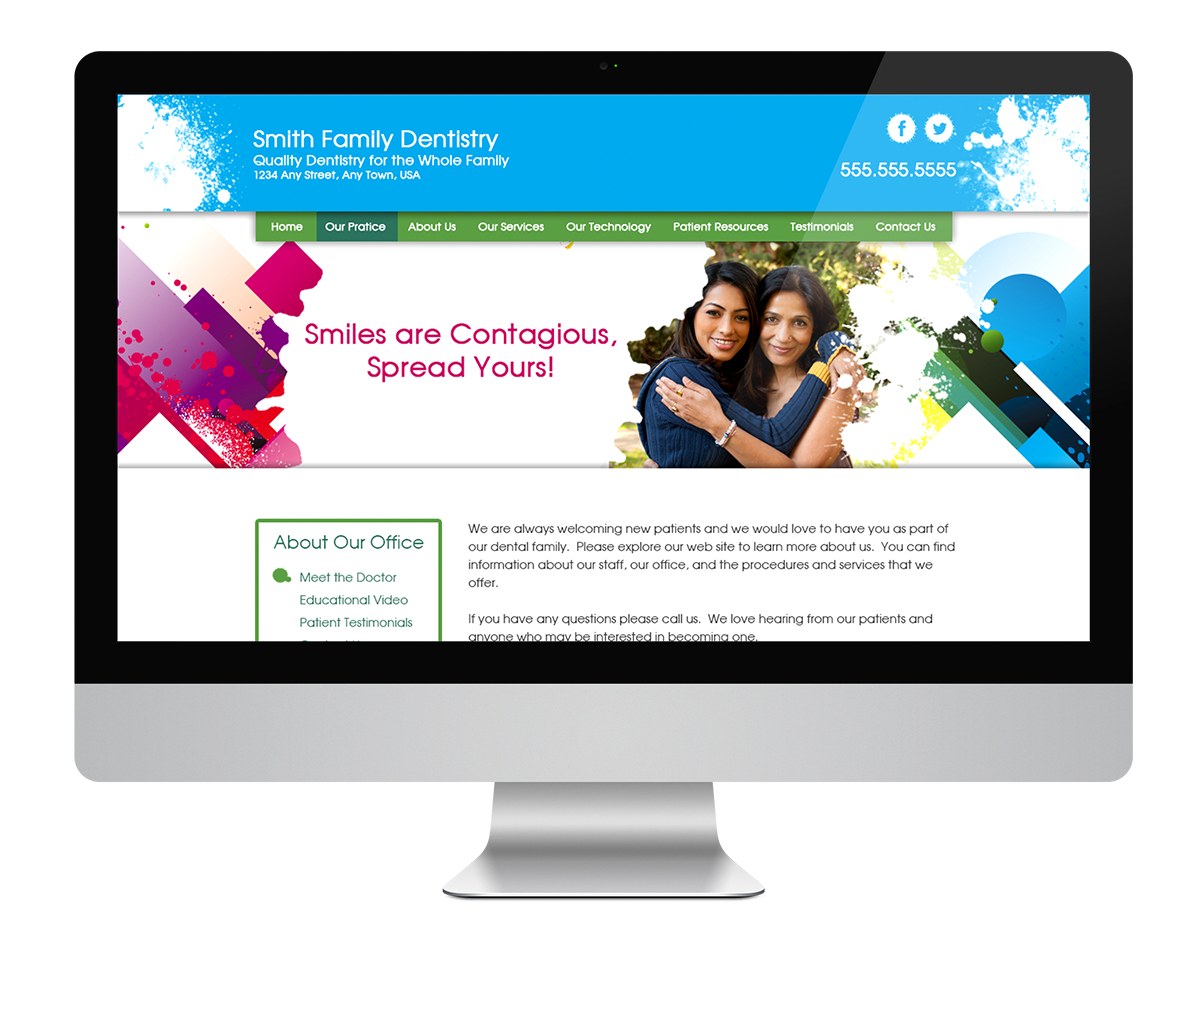 Smith Family Dentistry
Quality Dentistry for the Whole Family
1234 Any Street, Any Town, USA
555.555.5555
Home Our Pratice About Us Our Services Our Technology Patient Resources Testimonials Contact Us
Smiles are Contagious,
Spread Yours!
About Our Office
Meet the Doctor
Educational Video
Patient Testimonials
We are always welcoming new patients and we would love to have you as part of
our dental family. Please explore our web site to learn more about us. You can find
information about our staff, our office, and the procedures and services that we
offer.
If you have any questions please call us. We love hearing from our patients and
anyone who may be interested in becoming one.